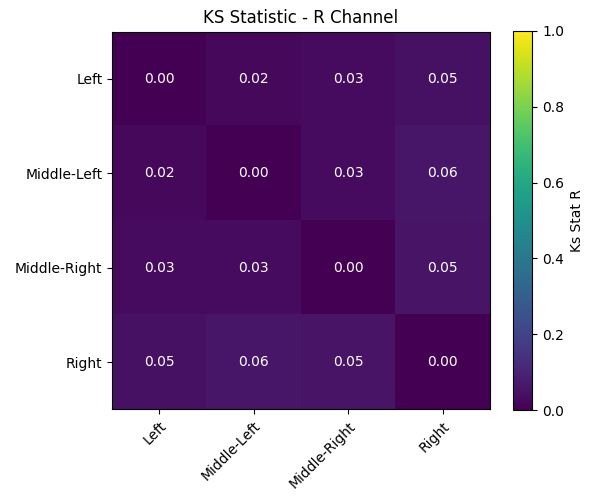 KS Statistic - R Channel
Left 0.00 0.02 0.03 0.05
Middle-Left 0.02 0.00 0.03 0.06
Middle-Right 0.03 0.03 0.00 0.05
Right 0.05 0.06 0.05 0.00
Left Middle-Left Middle-Right Right
1.0
0.8
0.6
0.4
0.2
0.0
Ks Stat R